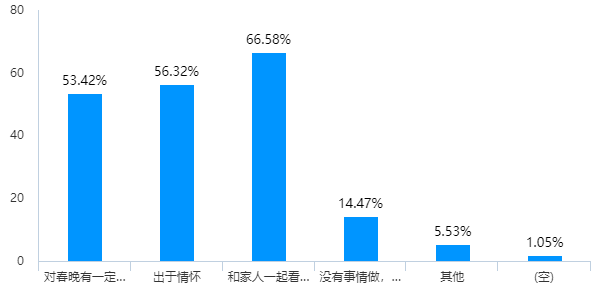 80
60
40
20
0
53.42%
56.32%
66.58%
14.47%
5.53%
1.05%
对春晚有一定...
出于情怀
和家人一起看...
没有事情做，...
其他
(空)